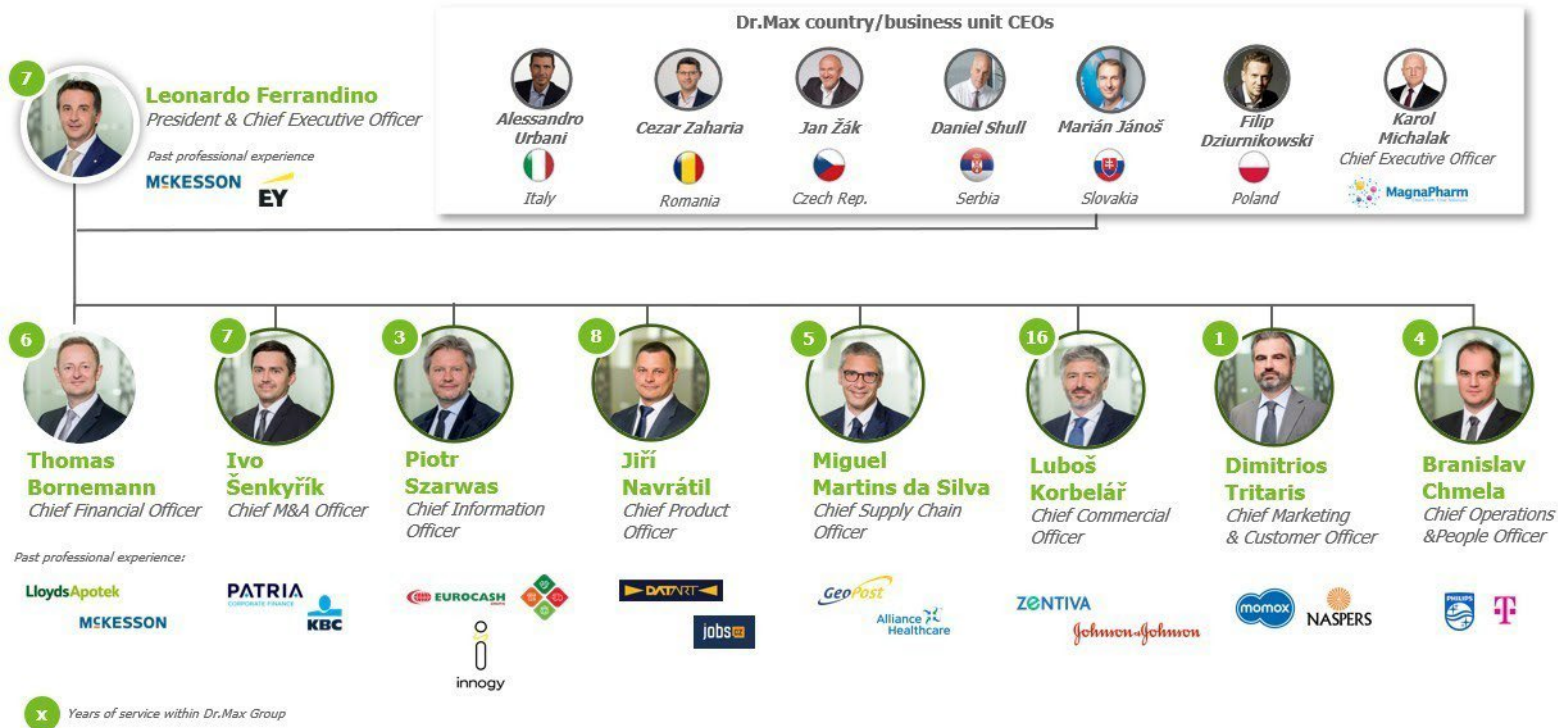 Dr.Max country/business unit CEOs
7
Leonardo Ferrandino
President & Chief Executive Officer
Past professional experience
MCKESSON
EY
Alessandro
Urbani
Italy
Cezar Zaharia
Romania
Jan Žák
Czech Rep.
Daniel Shull
Serbia
Marián Jánoš
Slovakia
Filip
Dziurnikowski
Poland
Karol
Michalak
Chief Executive Officer
MagnaPharm
6
Thomas
Bornemann
Chief Financial Officer
Past professional experience:
LloydsApotek
MCKESSON
7
Ivo
Šenkyřík
Chief M&A Officer
PATRIA
CORPORATE FINANCE
KBC
3
Piotr
Szarwas
Chief Information
Officer
EUROCASH
innogy
8
Jiří
Navrátil
Chief Product
Officer
DATART
jobs cz
5
Miguel
Martins da Silva
Chief Supply Chain
Officer
GeoPost
Alliance
Healthcare
16
Luboš
Korbelář
Chief Commercial
Officer
ZENTIVA
Johnson & Johnson
1
Dimitrios
Tritaris
Chief Marketing
& Customer Officer
momox
NASPERS
4
Branislav
Chmela
Chief Operations
&People Officer
PHILIPS
T
x Years of service within Dr.Max Group